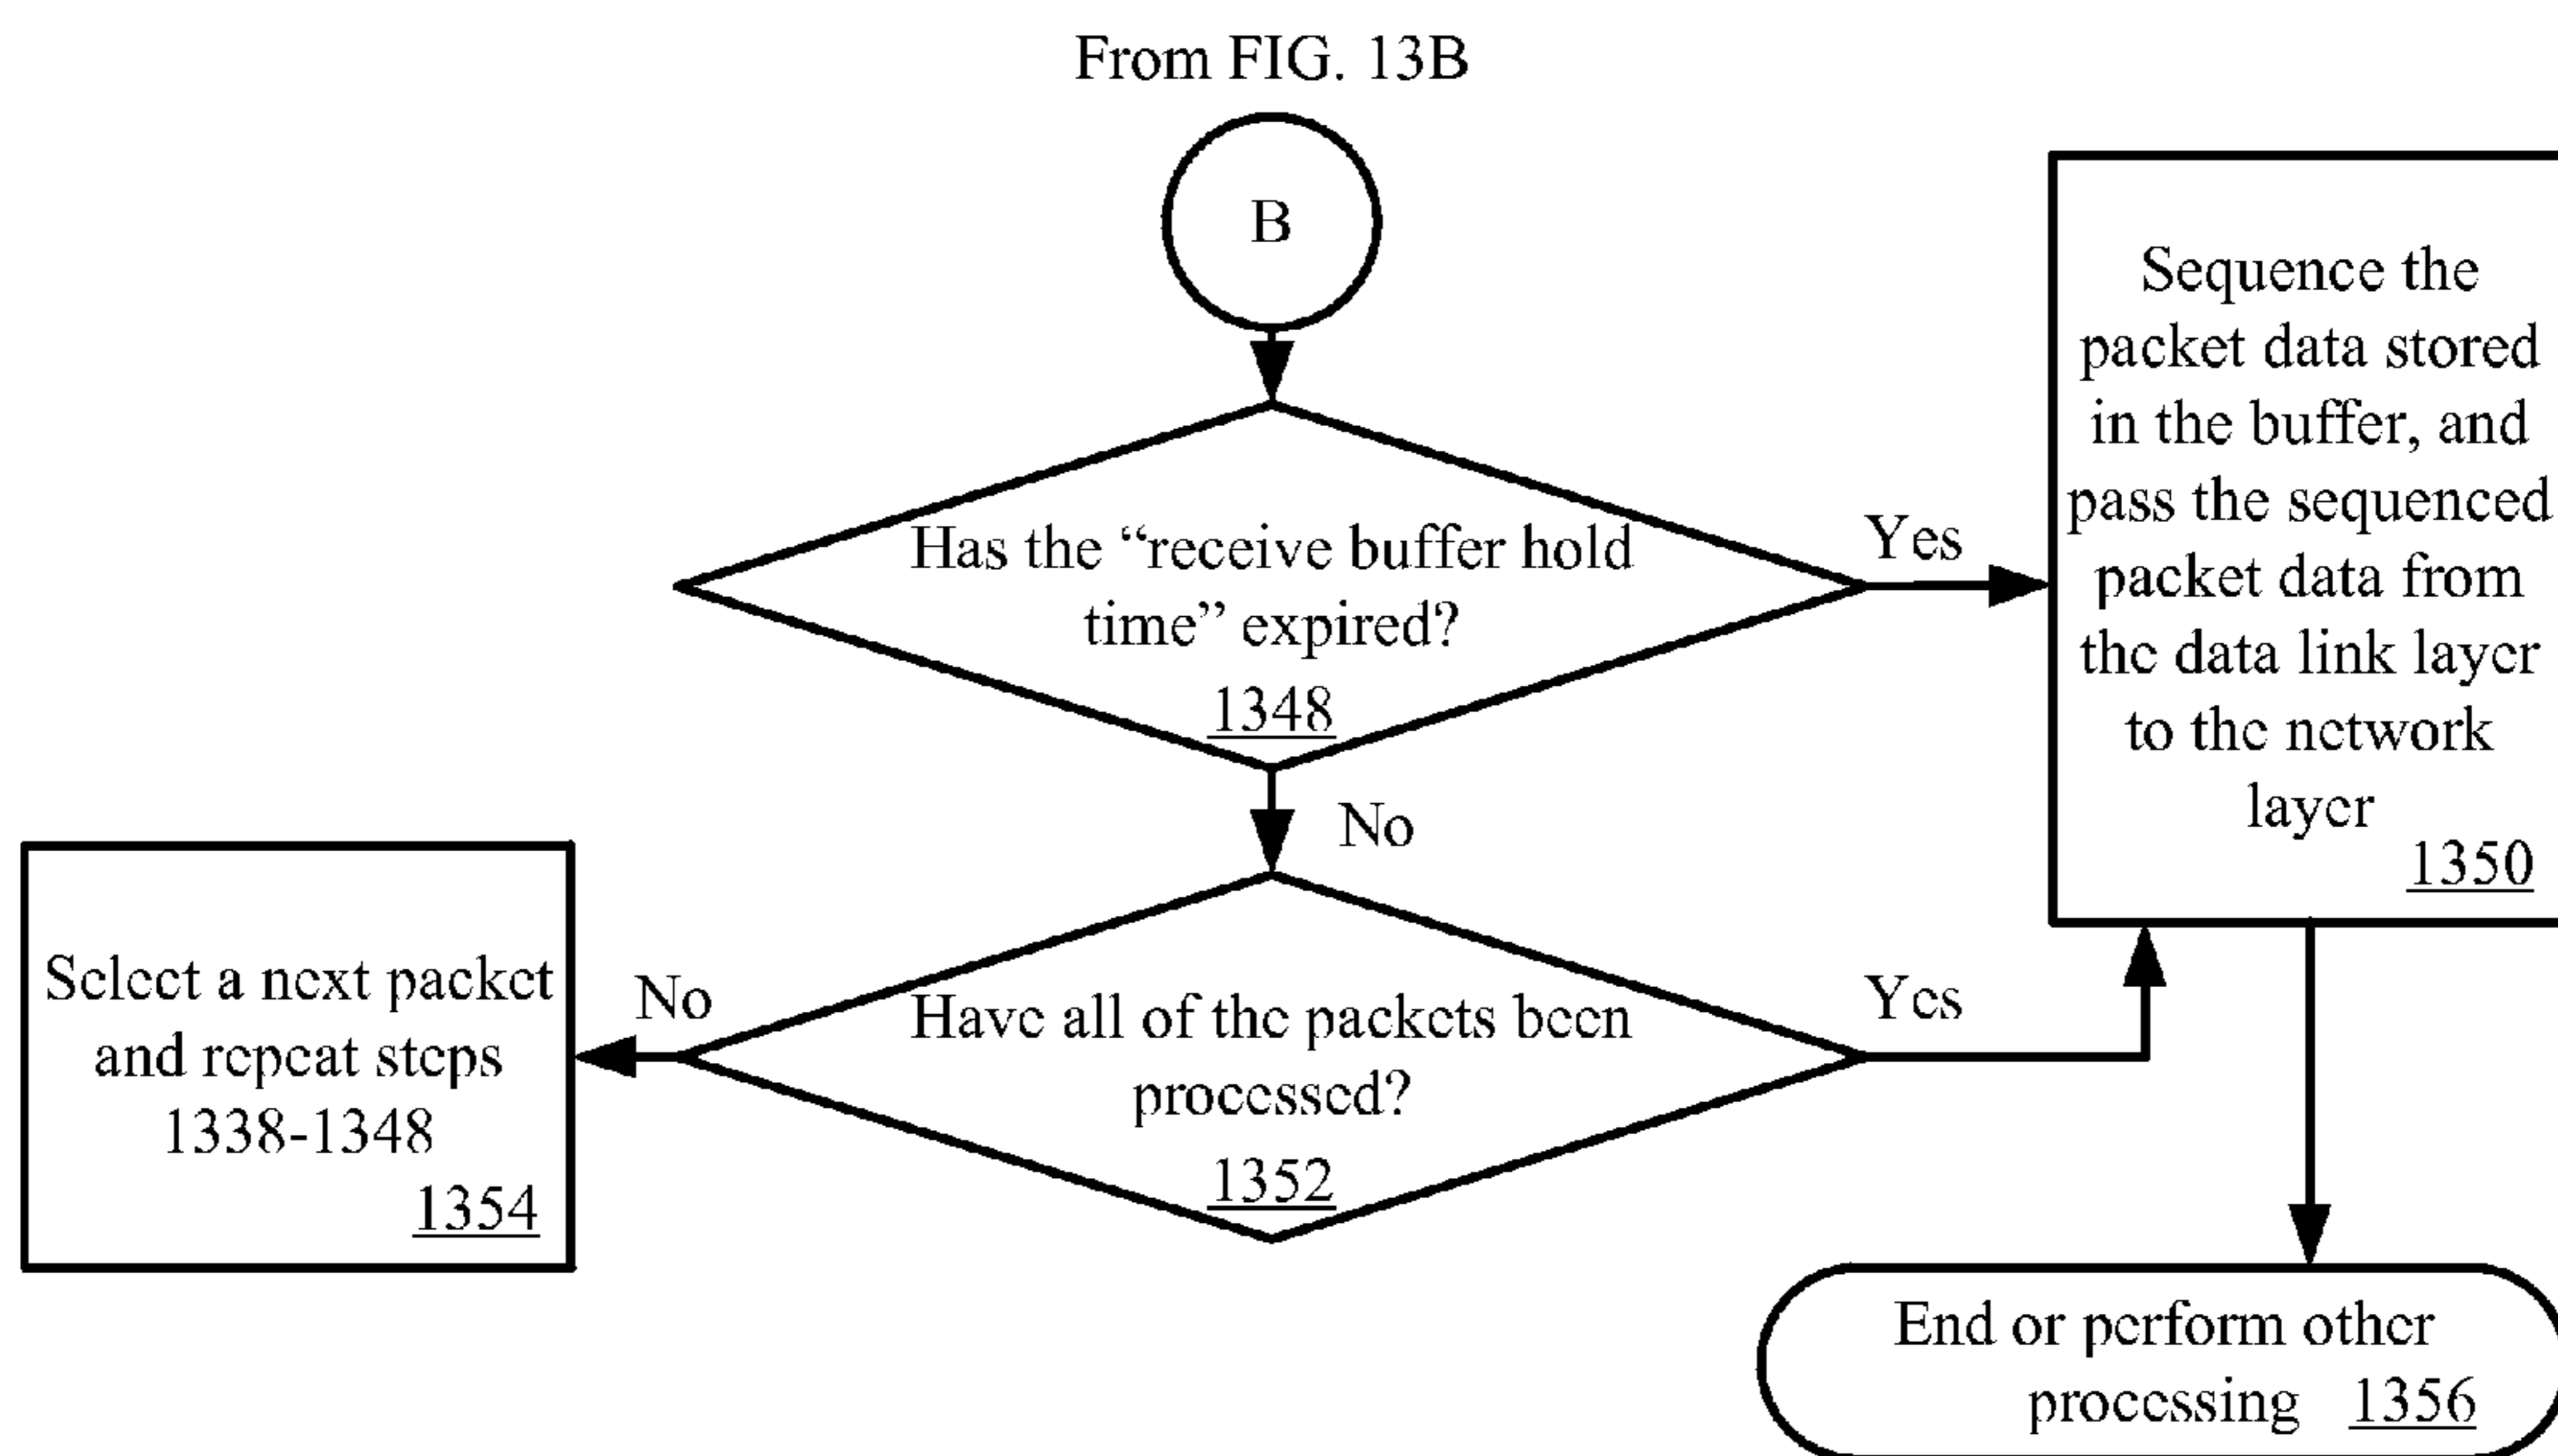 From FIG. 13B
B
Has the “receive buffer hold
time” expired?
1348
Yes
Sequence the
packet data stored
in the buffer, and
pass the sequenced
packet data from
the data link layer
to the network
layer
1350
No
Have all of the packets been
processed?
1352
Yes
No
Select a next packet
and repeat steps
1338-1348
1354
End or perform other
processing 1356